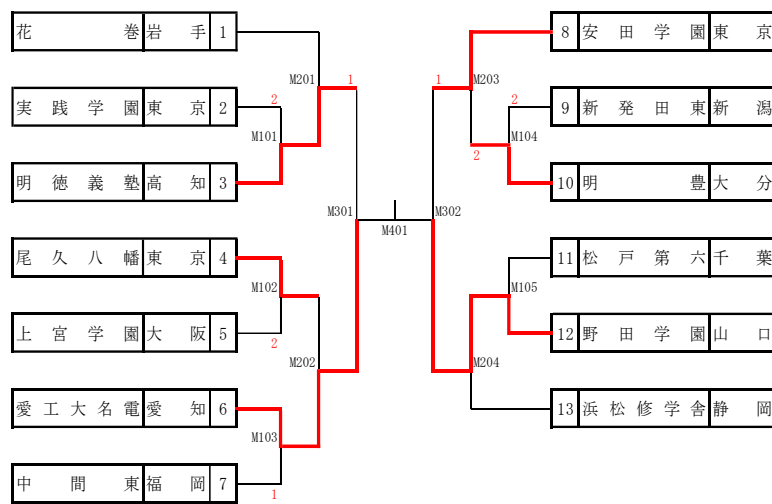 花巻 岩手 1
M201
1
実践学園 東京 2
2
M101
明徳義塾 高知 3
M301
尾久八幡 東京 4
M102
上宮学園 大阪 5
2
M202
愛工大名電 愛知 6
M103
中間東 福岡 7
1
M401
8 安田学園 東京
1
M203
9 新発田東 新潟
2
M104
2
10 明豊 大分
M302
11 松戸第六 千葉
M105
12 野田学園 山口
M204
13 浜松修学舎 静岡